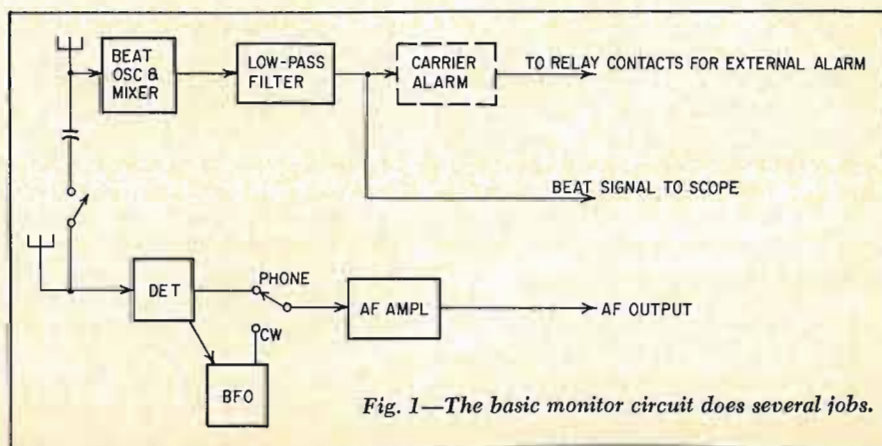 BEAT
OSC &
MIXER
LOW-PASS
FILTER
CARRIER
ALARM
TO RELAY CONTACTS FOR EXTERNAL ALARM
BEAT SIGNAL TO SCOPE
DET
PHONE
CW
AF AMPL
AF OUTPUT
BFO
Fig. 1—The basic monitor circuit does several jobs.